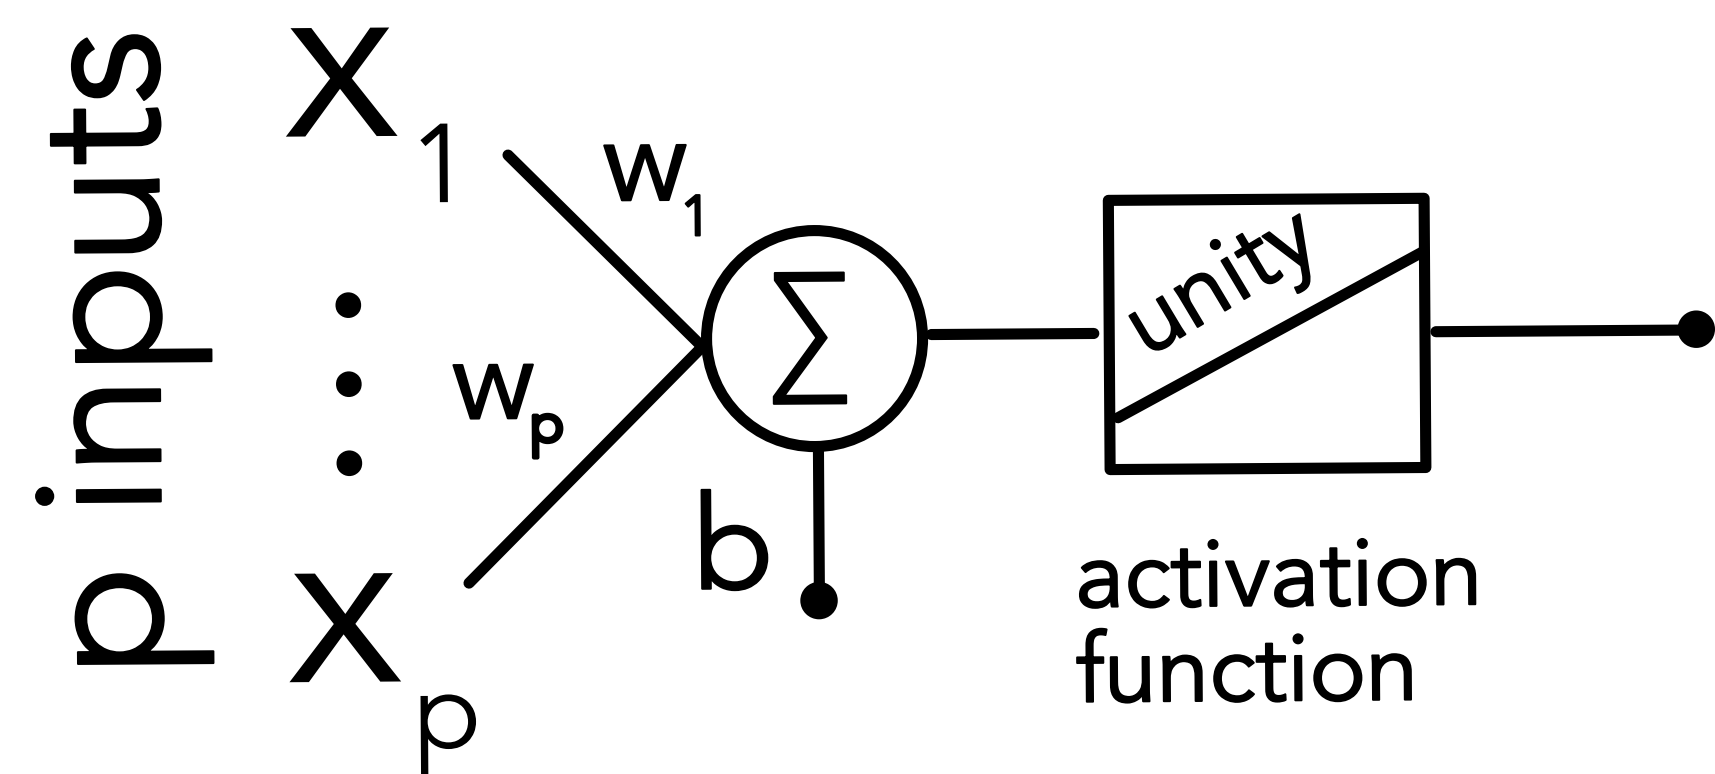 p inputs
X1
w1
Σ
unity
wp
b
Xp
activation
function